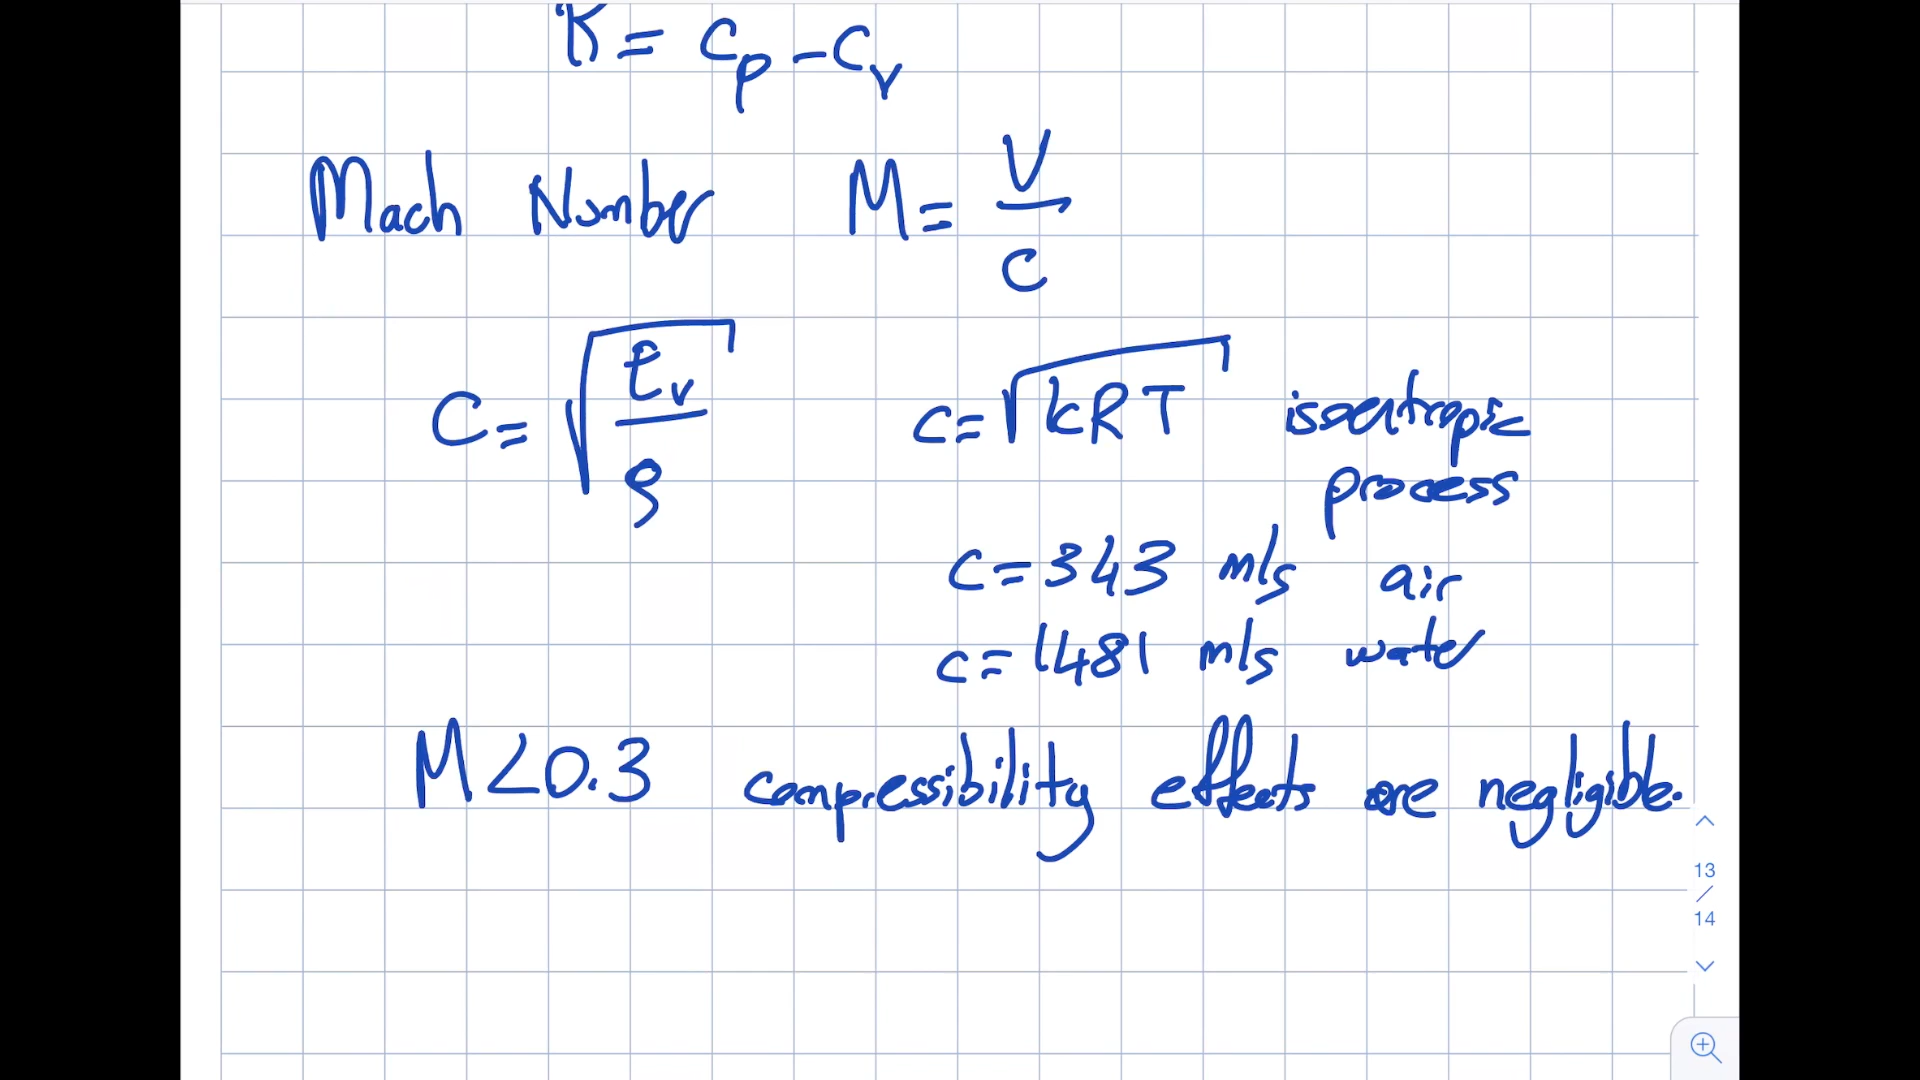 R = Cp - Cv
Mach Number M = V/C
C = √(Ev/ρ) c = √kRT isoentropic
process
C = 343 m/s air
c = 1481 m/s water
M < 0.3 compressibility effects are negligible.
13
/
14